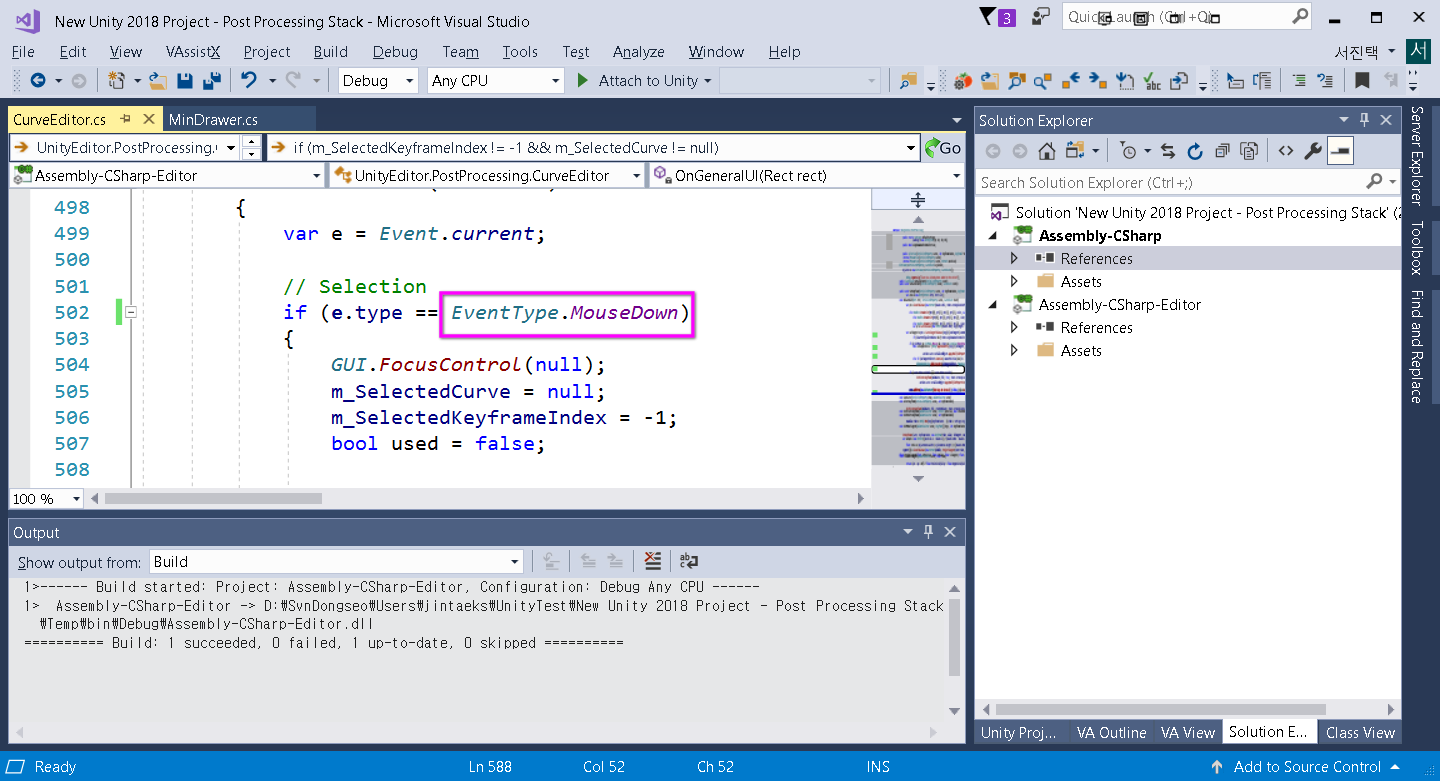 New Unity 2018 Project - Post Processing Stack - Microsoft Visual Studio
3
Quick Launch (Ctrl+Q)
File Edit View VAssistX Project Build Debug Team Tools Test Analyze Window Help
서진택 서
Debug Any CPU Attach to Unity
CurveEditor.cs MinDrawer.cs
UnityEditor.PostProcessing.( if (m_SelectedKeyframeIndex != -1 && m_SelectedCurve != null) Go
Assembly-CSharp-Editor UnityEditor.PostProcessing.CurveEditor OnGeneralUI(Rect rect)
498 {
499 var e = Event.current;
500
501 // Selection
502 if (e.type == EventType.MouseDown)
503 {
504 GUI.FocusControl(null);
505 m_SelectedCurve = null;
506 m_SelectedKeyframeIndex = -1;
507 bool used = false;
508
100 %
Output
Show output from: Build
1>------ Build started: Project: Assembly-CSharp-Editor, Configuration: Debug Any CPU ------
1> Assembly-CSharp-Editor -> D:₩SvnDongseo₩Users₩jintaeks₩UnityTest₩New Unity 2018 Project - Post Processing Stack
₩Temp₩bin₩Debug₩Assembly-CSharp-Editor.dll
========== Build: 1 succeeded, 0 failed, 1 up-to-date, 0 skipped ==========
Solution Explorer
Search Solution Explorer (Ctrl+;)
Solution 'New Unity 2018 Project - Post Processing Stack' (2
Assembly-CSharp
References
Assets
Assembly-CSharp-Editor
References
Assets
Unity Proj... VA Outline VA View Solution E... Class View
Server Explorer
Toolbox
Find and Replace
Ready Ln 588 Col 52 Ch 52 INS Add to Source Control